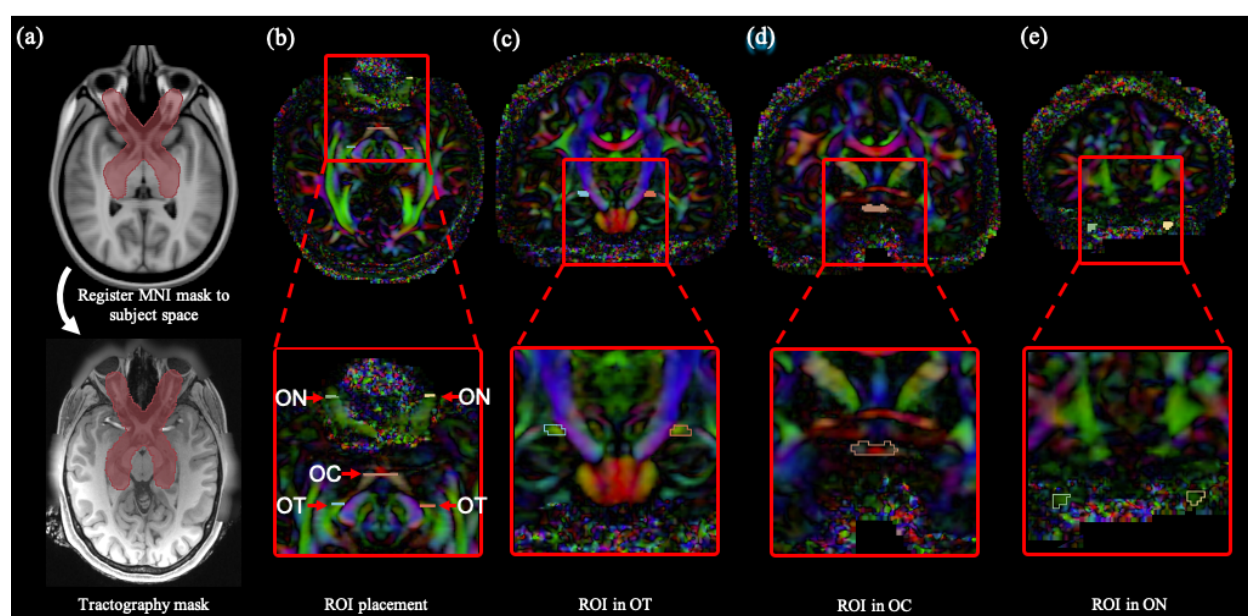 (a)
(b)
(c)
(d)
(e)
Register MNI mask to
subject space
ON
ON
OC
OT
OT
Tractography mask
ROI placement
ROI in OT
ROI in OC
ROI in ON